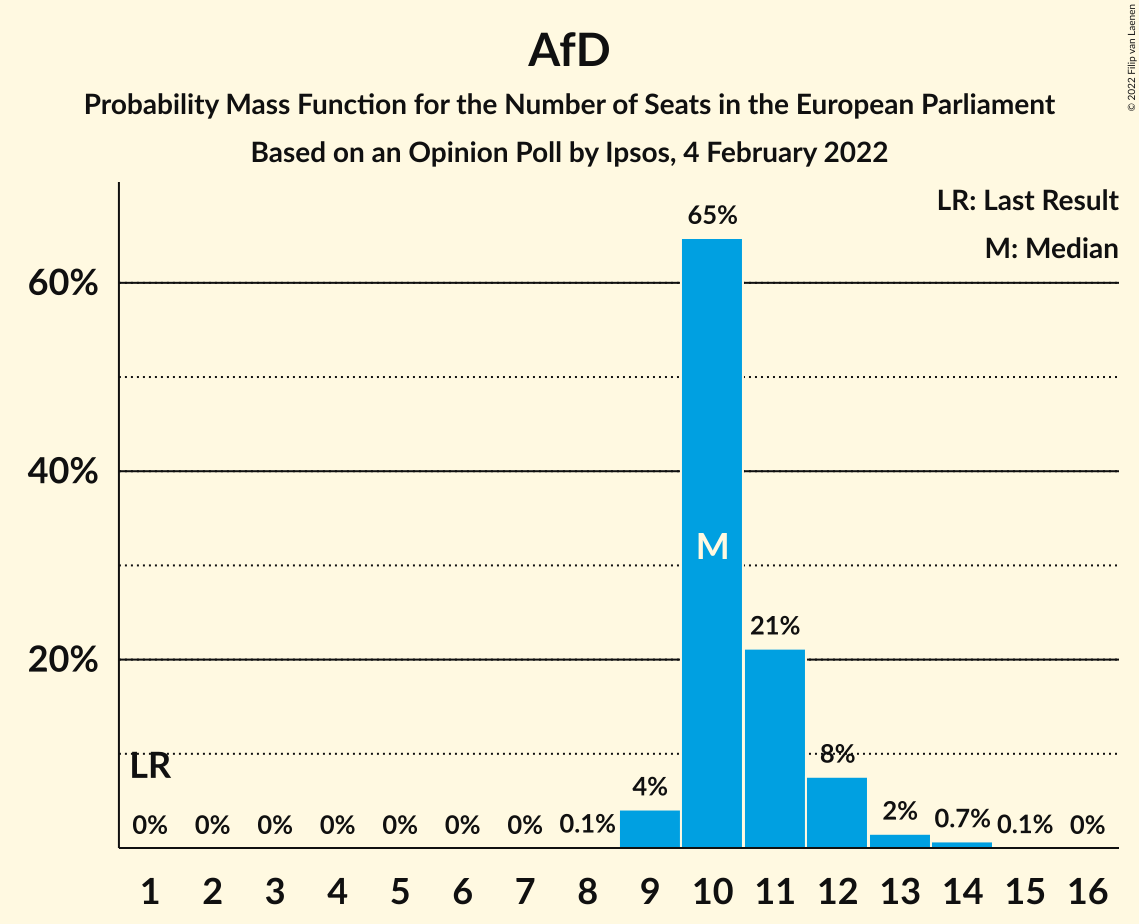 AfD
Probability Mass Function for the Number of Seats in the European Parliament
Based on an Opinion Poll by Ipsos, 4 February 2022
© 2022 Filip van Laenen
LR: Last Result
M: Median
65%
60%
40%
M
21%
20%
8%
LR
4%
0% 0% 0% 0% 0% 0% 0% 0.1% 2% 0.7% 0.1% 0%
1 2 3 4 5 6 7 8 9 10 11 12 13 14 15 16